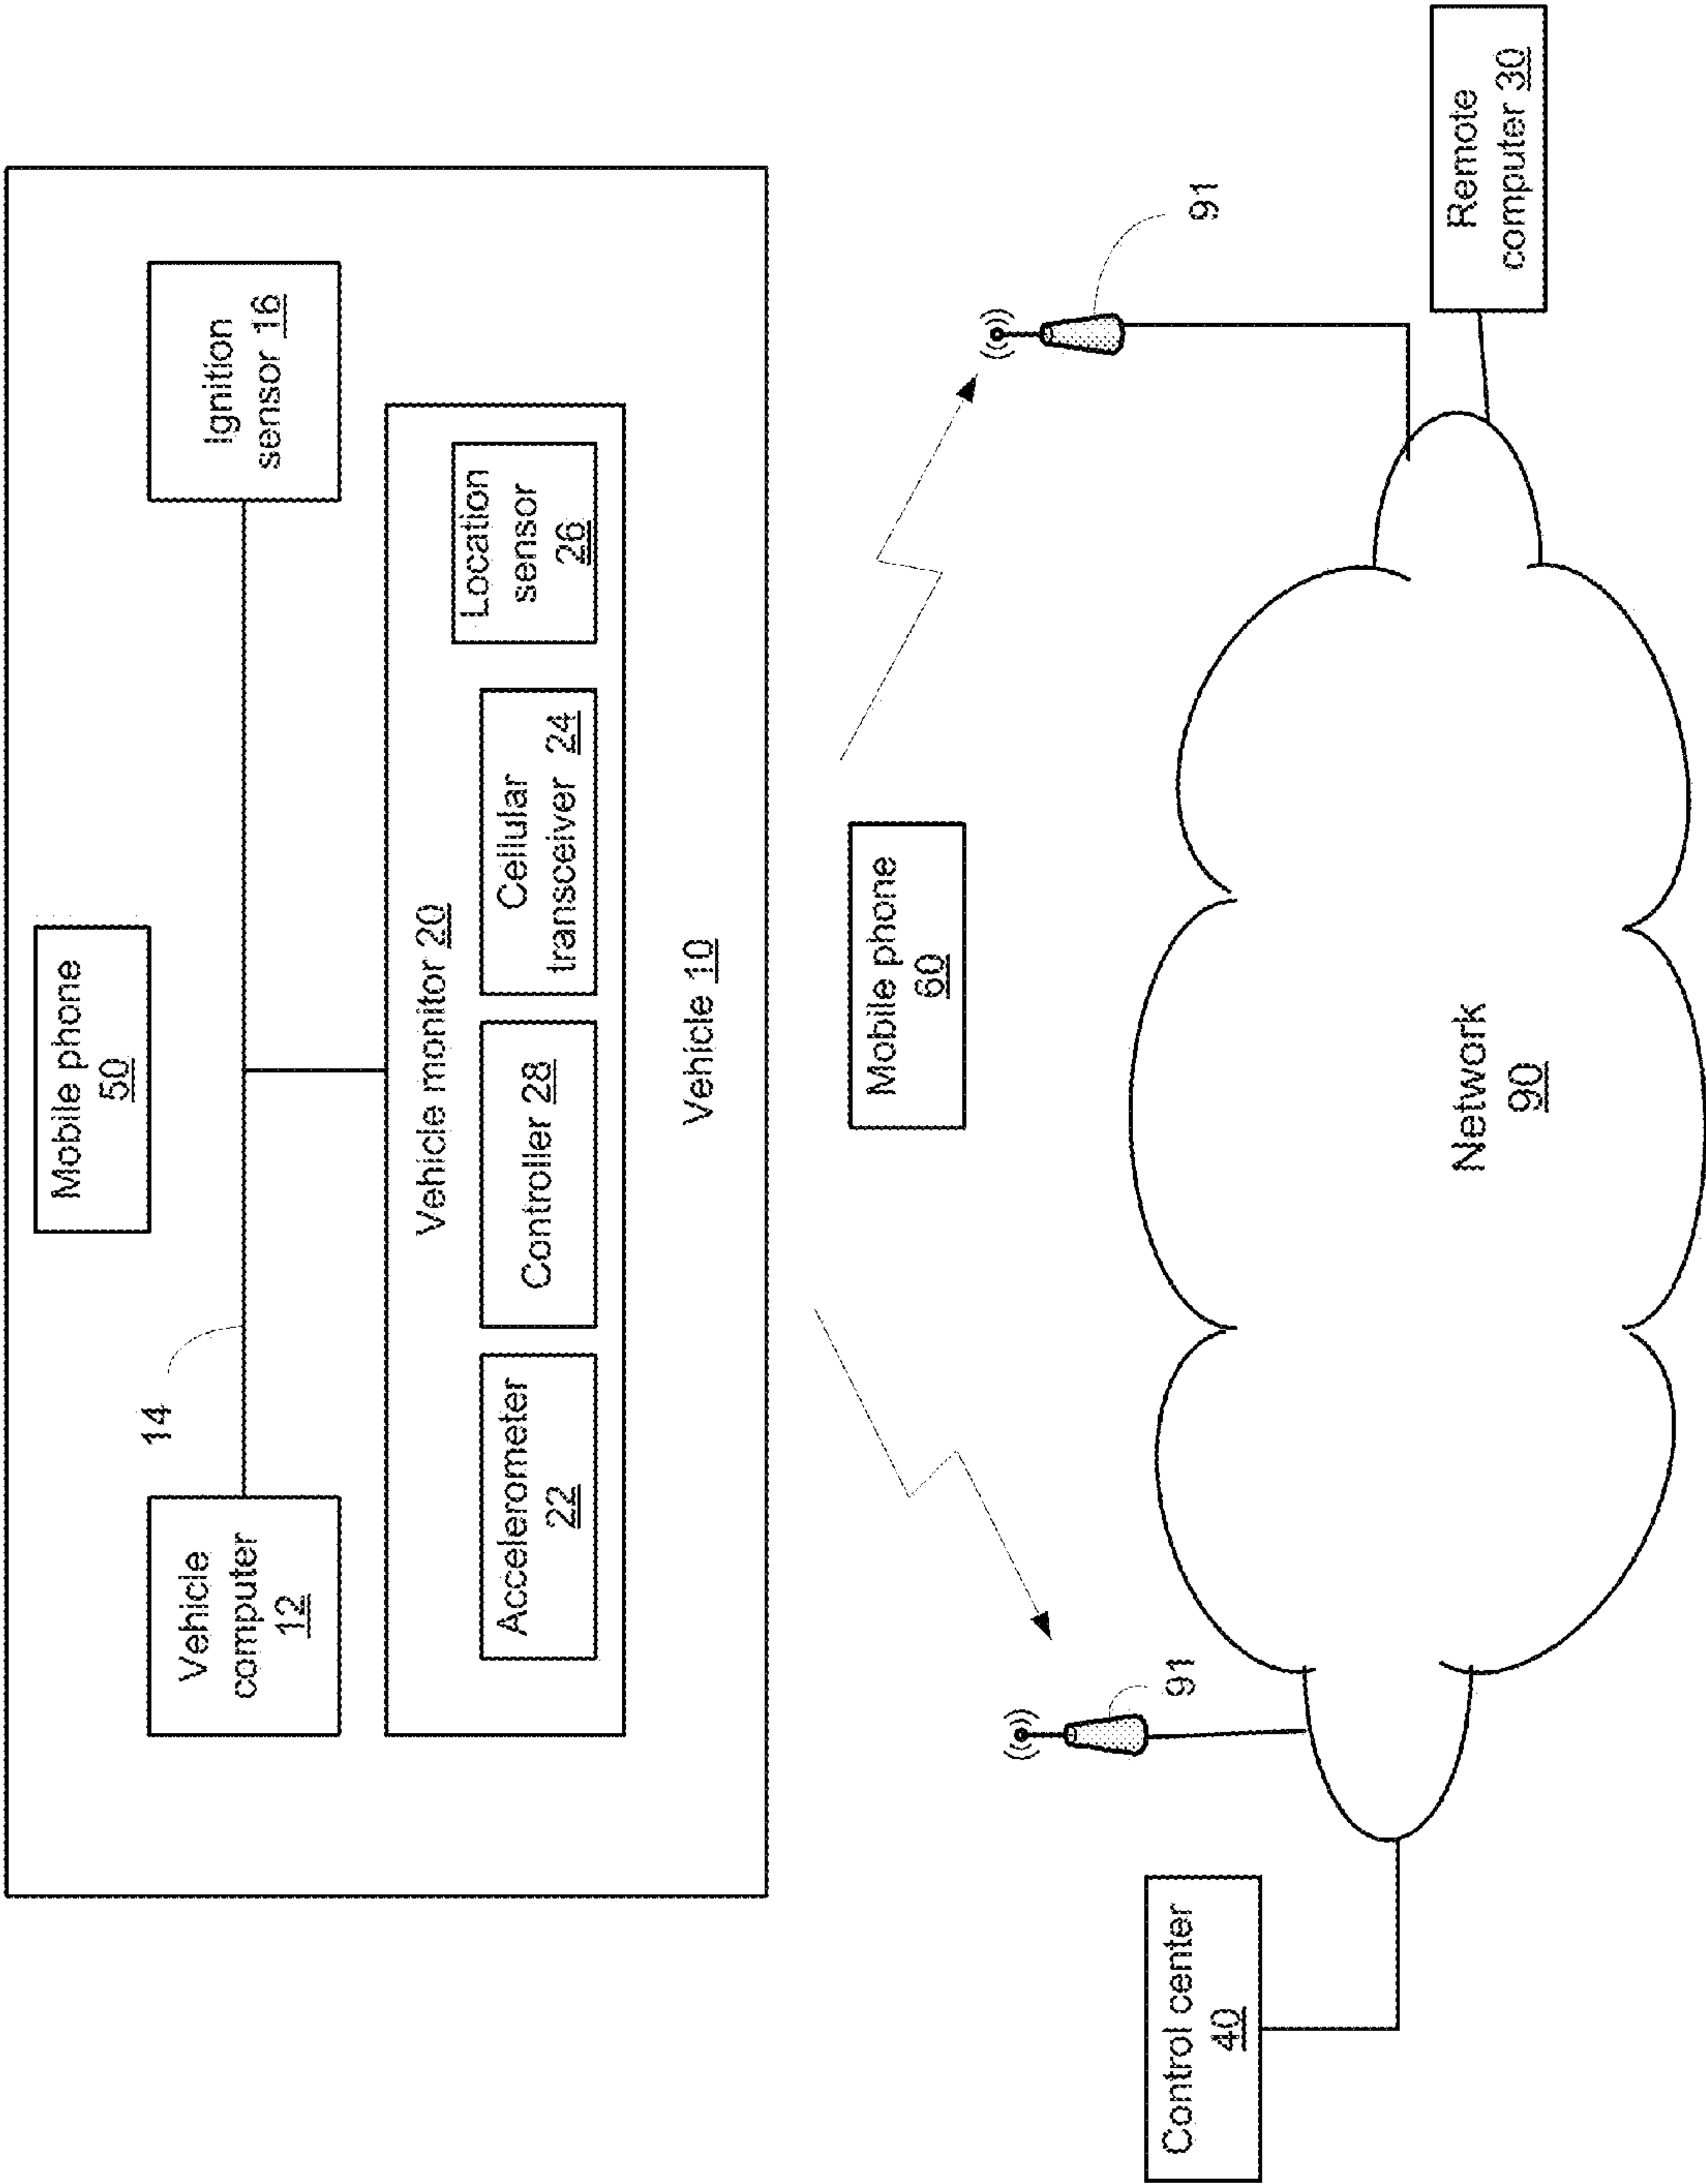 Mobile phone
50
14
Vehicle
computer
12
Ignition
sensor 16
Vehicle monitor 20
Accelerometer
22
Controller 28
Cellular
transceiver 24
Location
sensor
26
Vehicle 10
Mobile phone
60
91
91
Control center
40
Network
90
Remote
computer 30